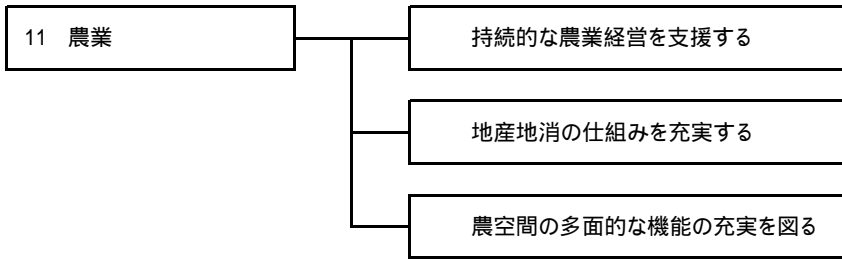 11 農業
持続的な農業経営を支援する
地産地消の仕組みを充実する
農空間の多面的な機能の充実を図る